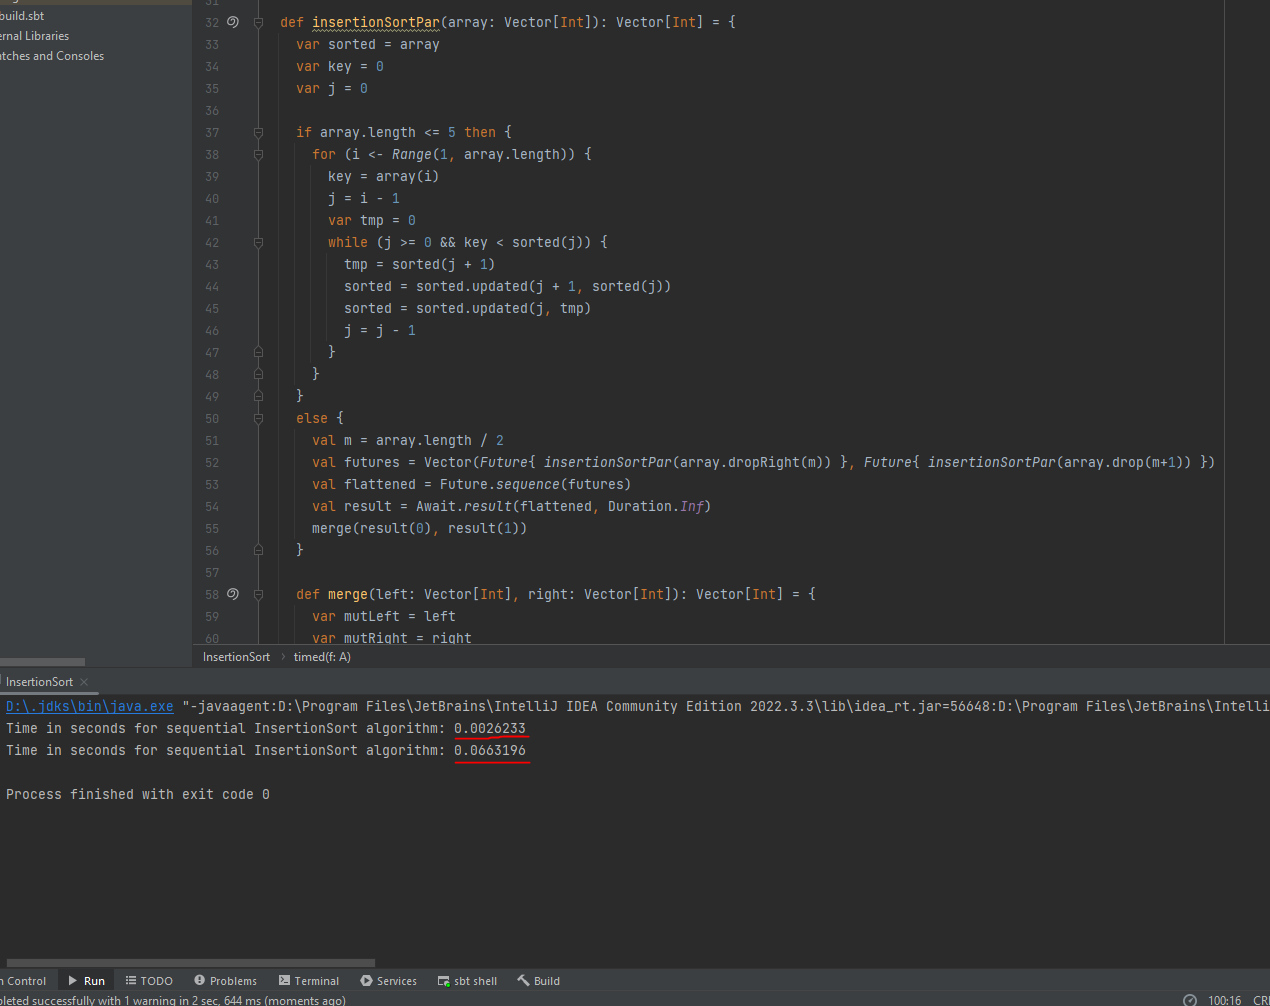 build.sbt
ernal Libraries
atches and Consoles
31
32 def insertionSortPar(array: Vector[Int]): Vector[Int] = {
33 var sorted = array
34 var key = 0
35 var j = 0
36
37 if array.length <= 5 then {
38 for (i <- Range(1, array.length)) {
39 key = array(i)
40 j = i - 1
41 var tmp = 0
42 while (j >= 0 && key < sorted(j)) {
43 tmp = sorted(j + 1)
44 sorted = sorted.updated(j + 1, sorted(j))
45 sorted = sorted.updated(j, tmp)
46 j = j - 1
47 }
48 }
49 }
50 else {
51 val m = array.length / 2
52 val futures = Vector(Future{ insertionSortPar(array.dropRight(m)) }, Future{ insertionSortPar(array.drop(m+1)) })
53 val flattened = Future.sequence(futures)
54 val result = Await.result(flattened, Duration.Inf)
55 merge(result(0), result(1))
56 }
57
58 def merge(left: Vector[Int], right: Vector[Int]): Vector[Int] = {
59 var mutLeft = left
60 var mutRight = right
InsertionSort > timed(f: A)
InsertionSort ×
D:\.jdks\bin\java.exe "-javaagent:D:\Program Files\JetBrains\IntelliJ IDEA Community Edition 2022.3.3\lib\idea_rt.jar=56648:D:\Program Files\JetBrains\Intelli
Time in seconds for sequential InsertionSort algorithm: 0.0026233
Time in seconds for sequential InsertionSort algorithm: 0.0663196
Process finished with exit code 0
n Control Run TODO Problems Terminal Services sbt shell Build
pleted successfully with 1 warning in 2 sec, 644 ms (moments ago) 100:16 CRI